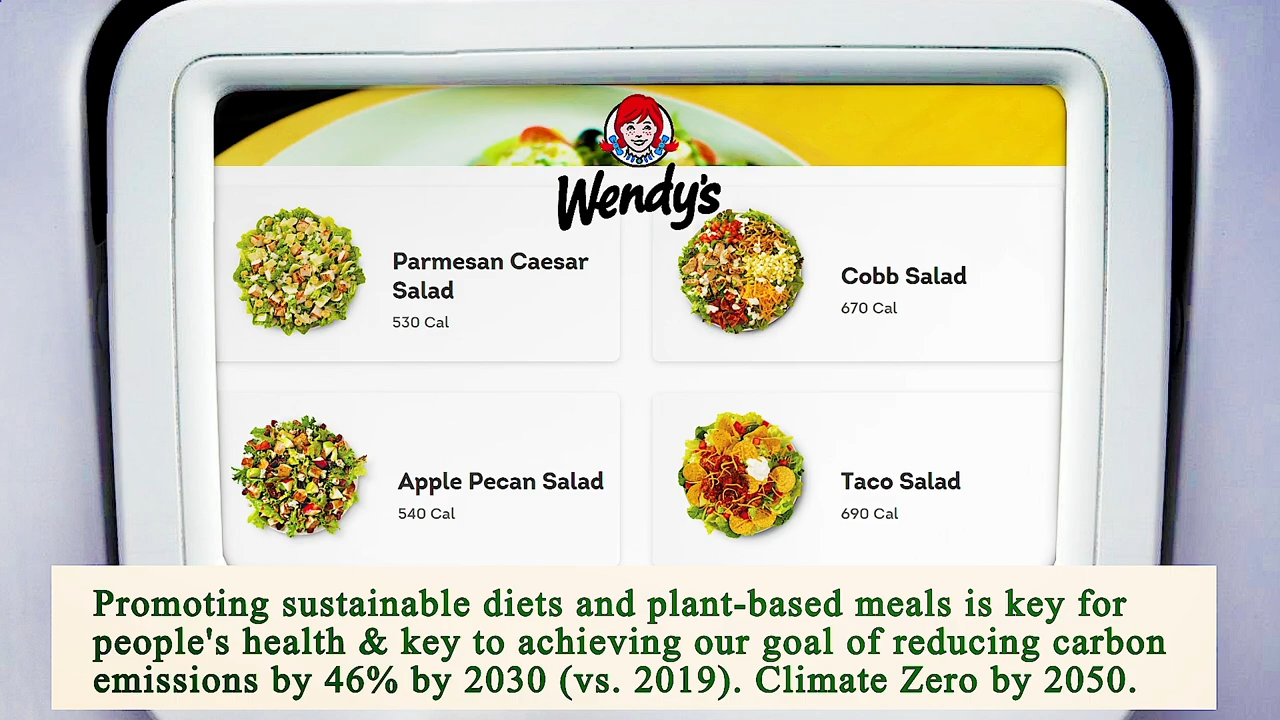 Wendy's
Parmesan Caesar
Salad
530 Cal
Cobb Salad
670 Cal
Apple Pecan Salad
540 Cal
Taco Salad
690 Cal
Promoting sustainable diets and plant-based meals is key for
people's health & key to achieving our goal of reducing carbon
emissions by 46% by 2030 (vs. 2019). Climate Zero by 2050.